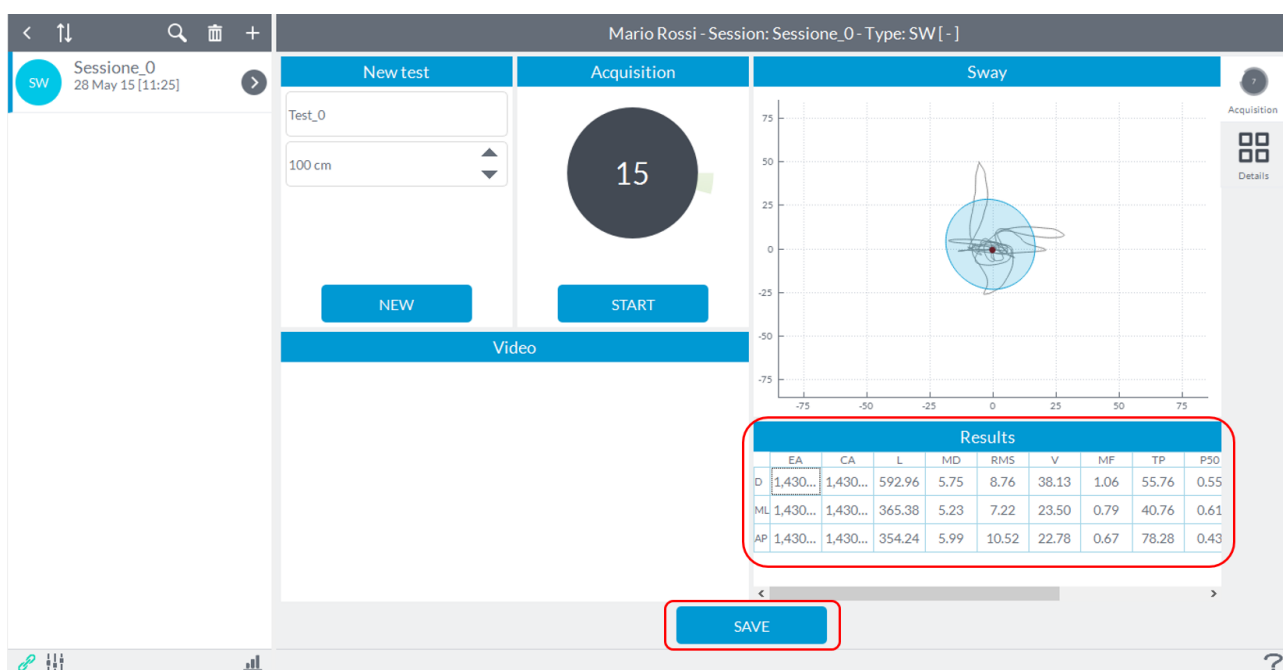 Mario Rossi - Session: Sessione_0 - Type: SW [ - ]
SW
Sessione_0
28 May 15 [11:25]
New test
Test_0
100 cm
NEW
Acquisition
15
START
Video
Sway
75
50
25
0
-25
-50
-75
-75 -50 -25 0 25 50 75
Results
EA CA L MD RMS V MF TP P50
D 1,430... 1,430... 592.96 5.75 8.76 38.13 1.06 55.76 0.55
ML 1,430... 1,430... 365.38 5.23 7.22 23.50 0.79 40.76 0.61
AP 1,430... 1,430... 354.24 5.99 10.52 22.78 0.67 78.28 0.43
SAVE
7
Acquisition
Details
?